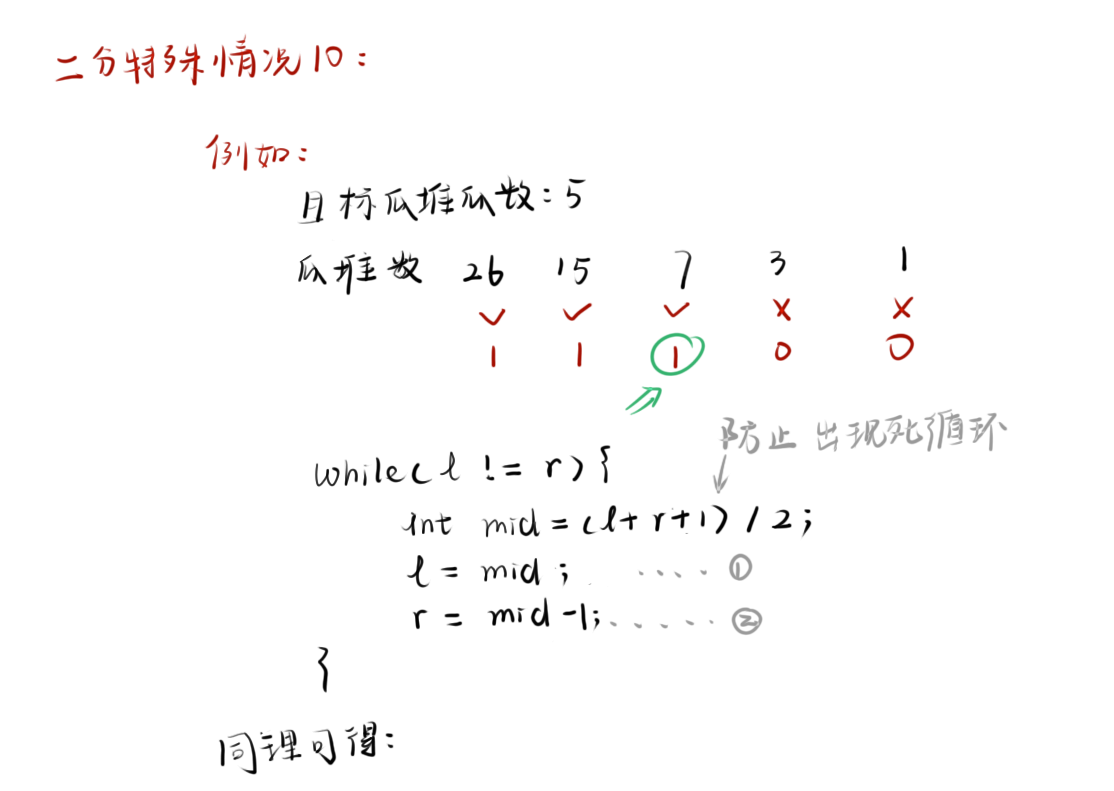 二分特殊情况10:
例如:
目标瓜堆瓜数:5
瓜堆数 26 15 7 3 1
✓ ✓ ✓ X X
1 1 1 0 0
防止出现死循环
while(l != r){
int mid=(l+r+1)/2;
l = mid; .... ①
r = mid-1; ...... ②
}
同理可得: